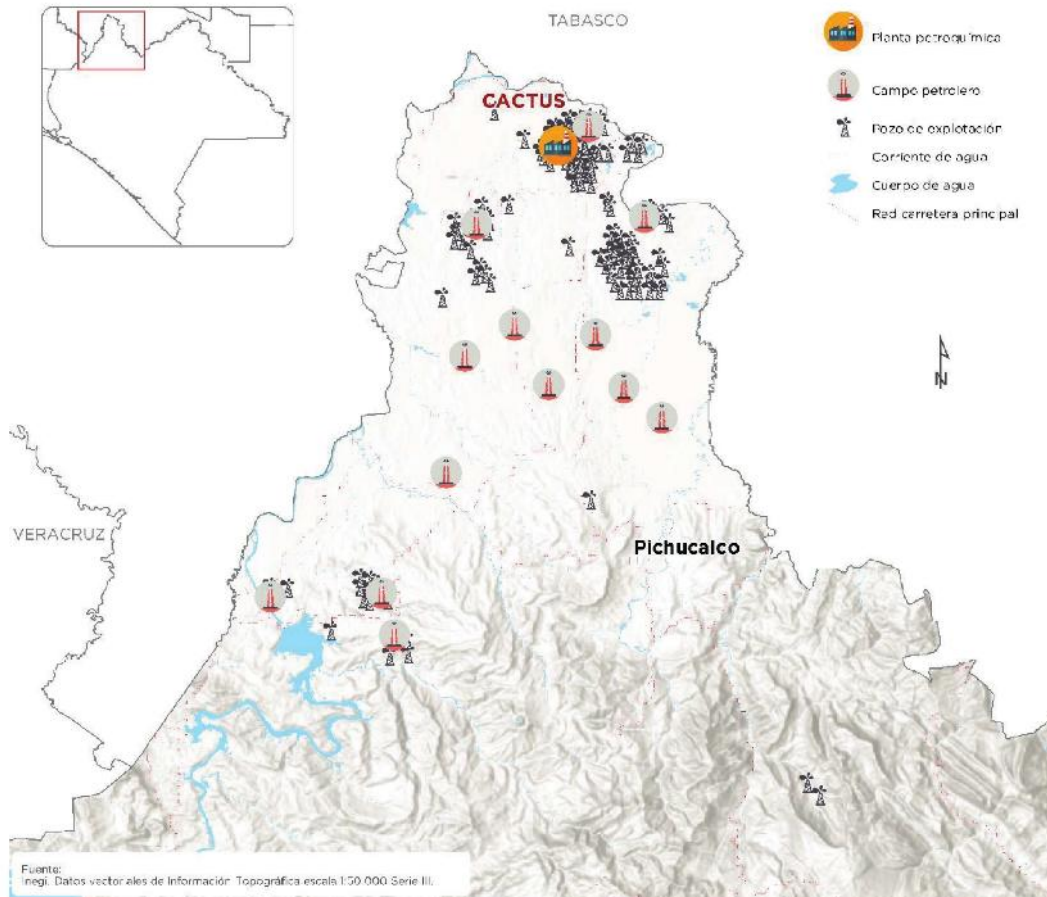 TABASCO
Planta petroquímica
Campo petrolero
Pozo de explotación
Corriente de agua
Cuerpo de agua
Red carretera principal
CACTUS
N
VERACRUZ
Pichucalco
Fuente:
Inegi. Datos vectoriales de Información Topográfica escala 1:50 000 Serie III.